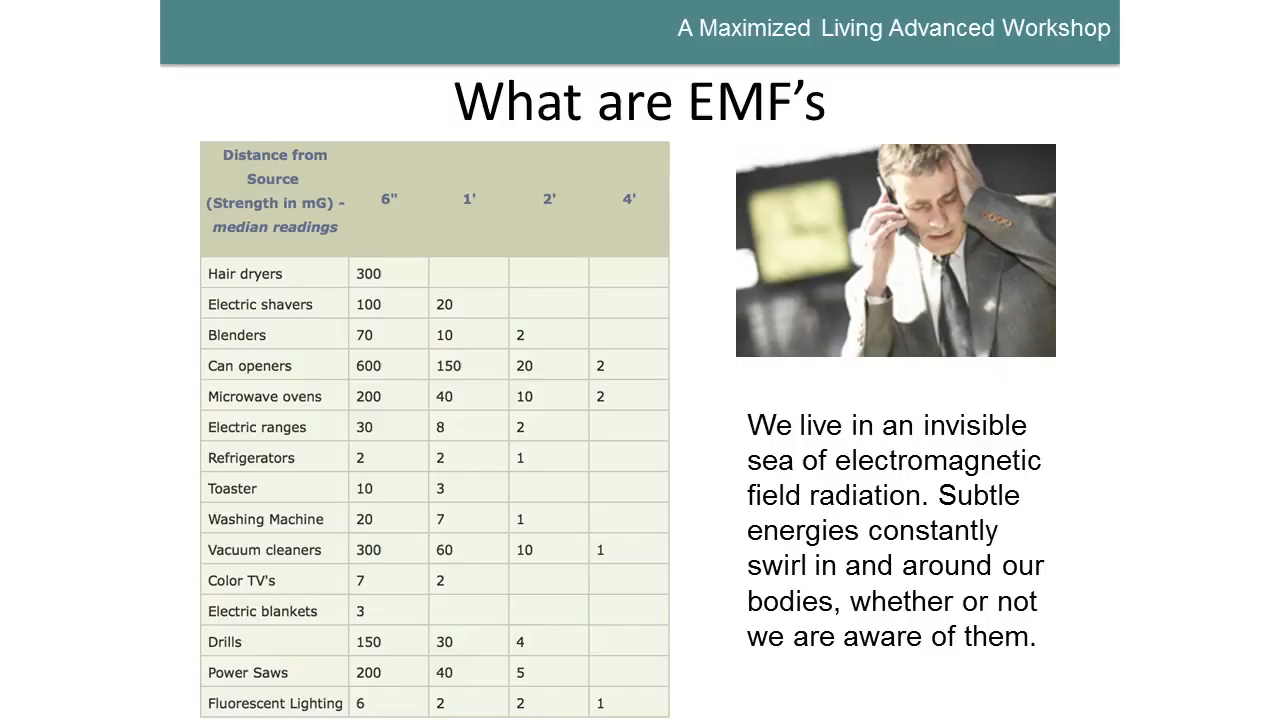 A Maximized Living Advanced Workshop
What are EMF's
Distance from
Source
(Strength in mG) -
median readings
6" 1' 2' 4'
Hair dryers 300
Electric shavers 100 20
Blenders 70 10 2
Can openers 600 150 20 2
Microwave ovens 200 40 10 2
Electric ranges 30 8 2
Refrigerators 2 2 1
Toaster 10 3
Washing Machine 20 7 1
Vacuum cleaners 300 60 10 1
Color TV's 7 2
Electric blankets 3
Drills 150 30 4
Power Saws 200 40 5
Fluorescent Lighting 6 2 2 1
We live in an invisible
sea of electromagnetic
field radiation. Subtle
energies constantly
swirl in and around our
bodies, whether or not
we are aware of them.